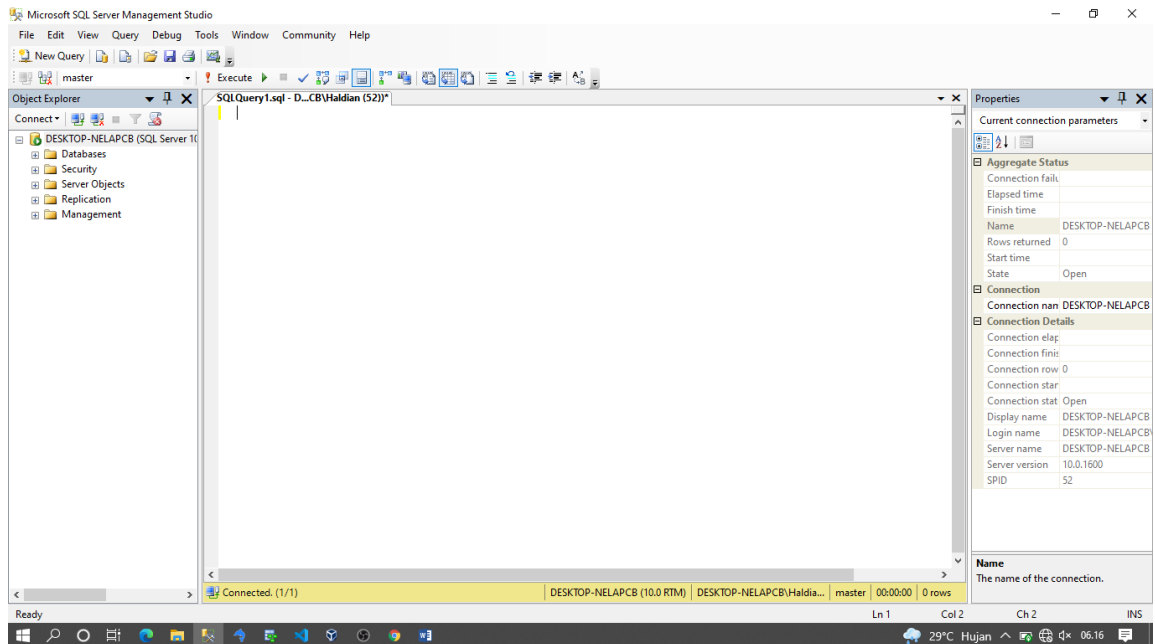 Microsoft SQL Server Management Studio
File Edit View Query Debug Tools Window Community Help
New Query
master Execute
Object Explorer
Connect
DESKTOP-NELAPCB (SQL Server 10
Databases
Security
Server Objects
Replication
Management
SQLQuery1.sql - D...CB\Haldian (52))*
Connected. (1/1) DESKTOP-NELAPCB (10.0 RTM) DESKTOP-NELAPCB\Haldia... master 00:00:00 0 rows
Properties
Current connection parameters
Aggregate Status
Connection failu
Elapsed time
Finish time
Name DESKTOP-NELAPCB
Rows returned 0
Start time
State Open
Connection
Connection nan DESKTOP-NELAPCB
Connection Details
Connection elap
Connection finis
Connection row 0
Connection star
Connection stat Open
Display name DESKTOP-NELAPCB
Login name DESKTOP-NELAPCB\
Server name DESKTOP-NELAPCB
Server version 10.0.1600
SPID 52
Name
The name of the connection.
Ready Ln 1 Col 2 Ch 2 INS
29°C Hujan 06.16